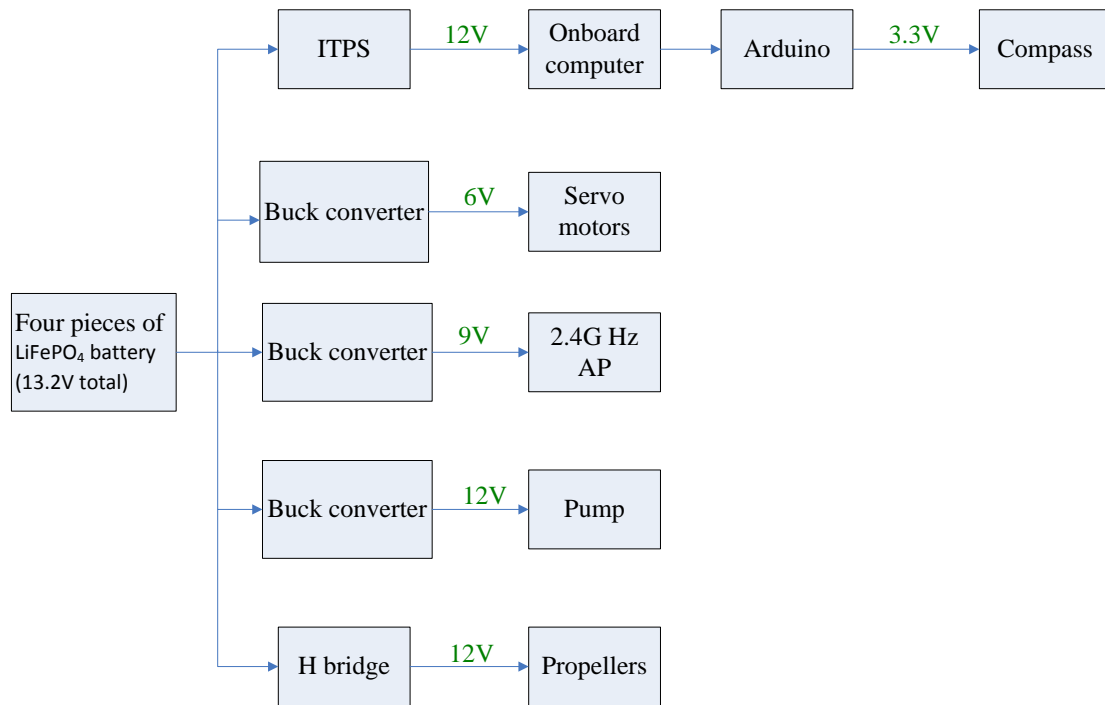 ITPS
12V
Onboard
computer
Arduino
3.3V
Compass
Buck converter
6V
Servo
motors
Four pieces of
LiFePO₄ battery
(13.2V total)
Buck converter
9V
2.4G Hz
AP
Buck converter
12V
Pump
H bridge
12V
Propellers